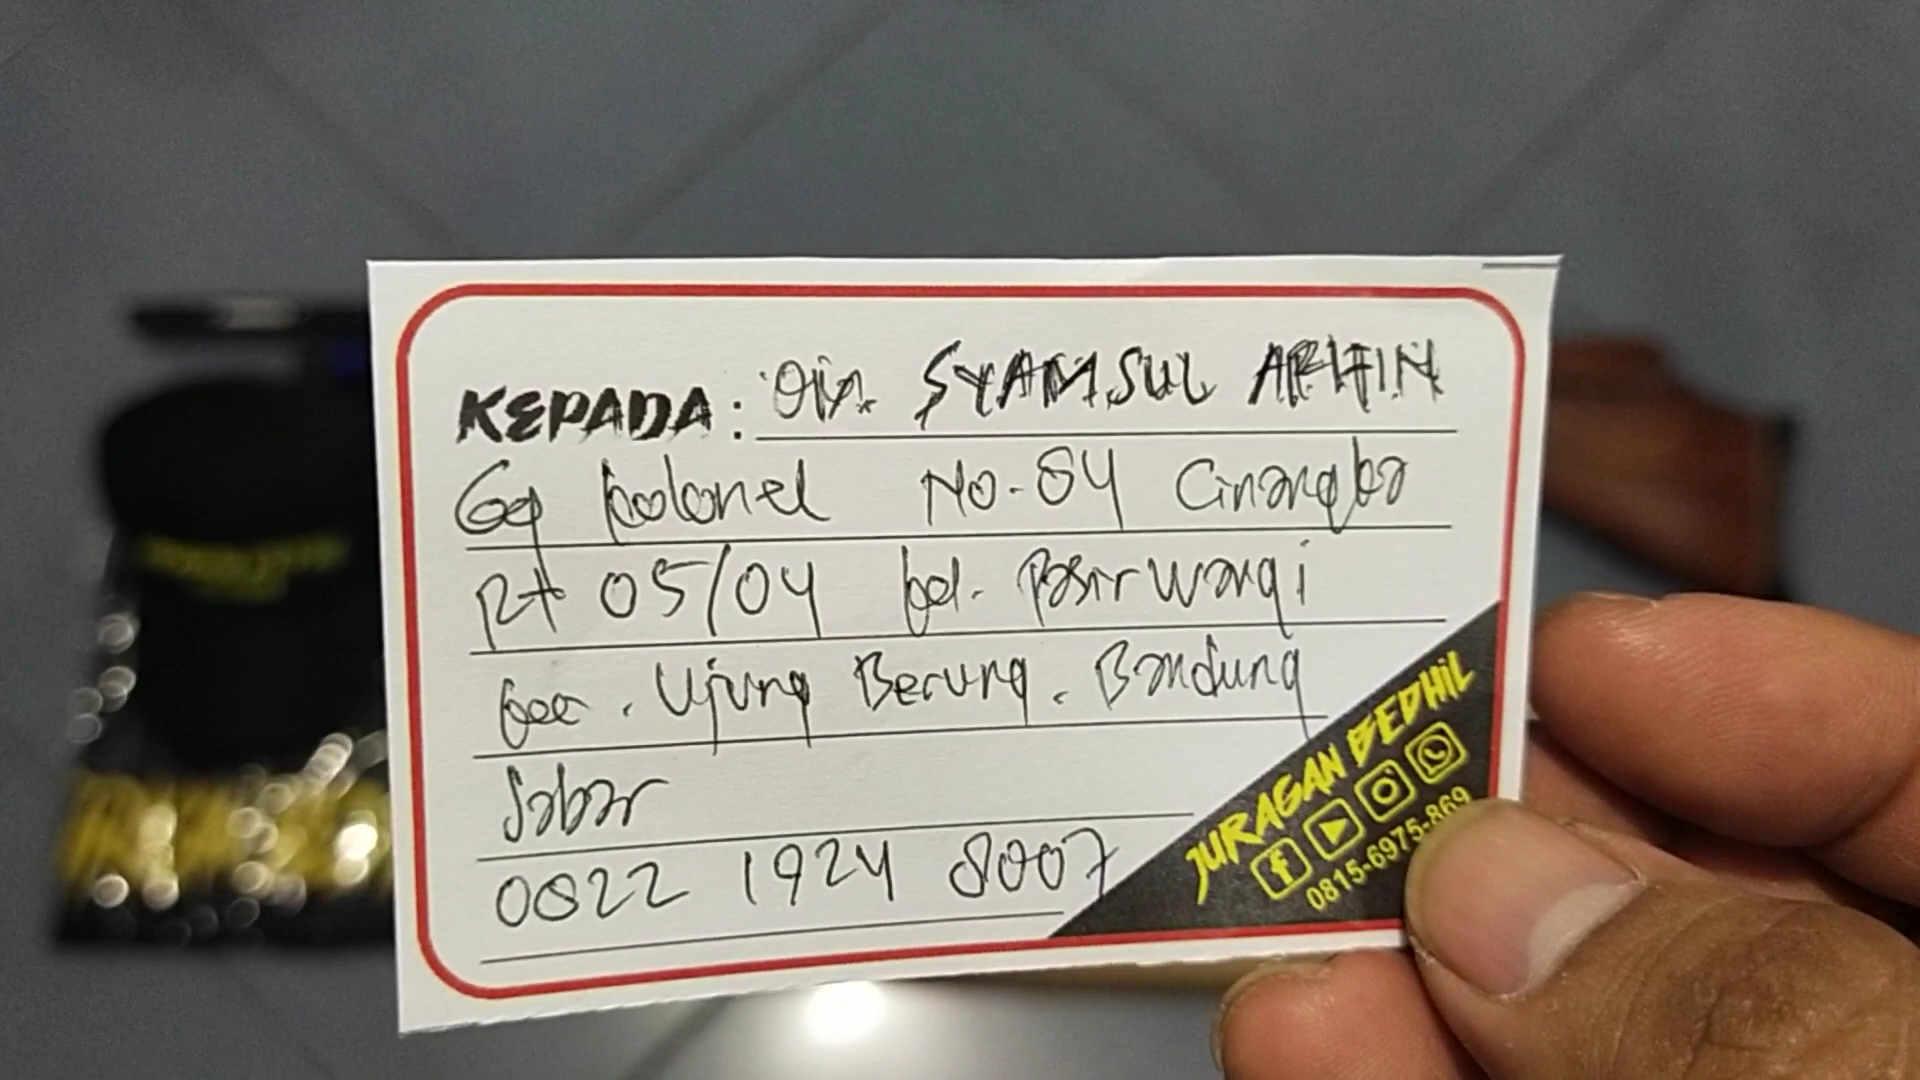 KEPADA: SYAMSUL ARIFIN
Gg Kolonel No. 84 Cinangka
Rt 05/04 kel. Pasirwangi
kec. Ujung Berung. Bandung
Jabar
0822 1924 8007
JURAGAN BEDHIL
0815-6975-869